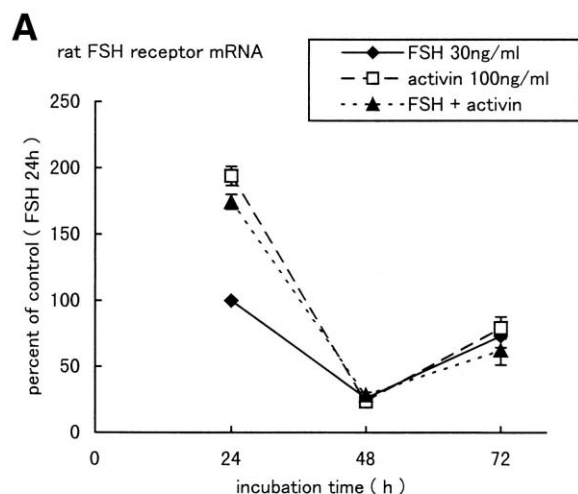 A
rat FSH receptor mRNA
FSH 30ng/ml
activin 100ng/ml
FSH + activin
250
200
150
100
50
0
percent of control ( FSH 24h )
0 24 48 72
incubation time ( h )